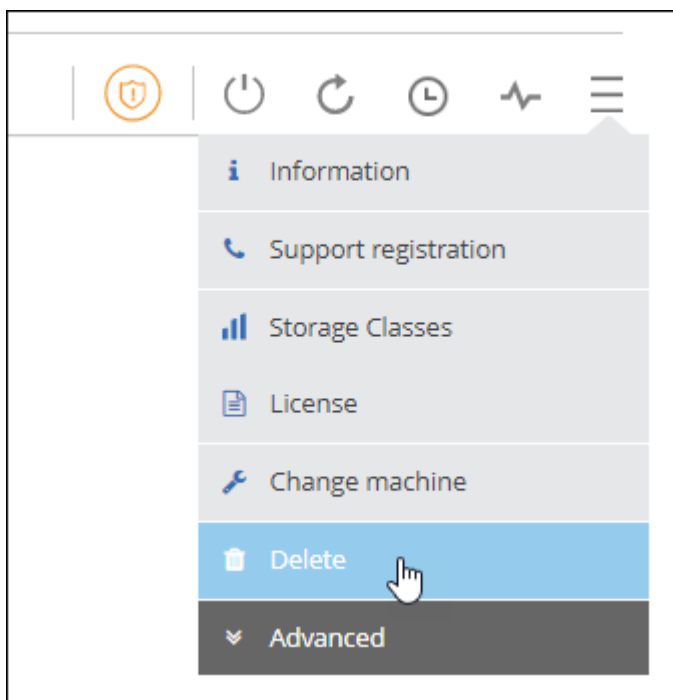 Information
Support registration
Storage Classes
License
Change machine
Delete
Advanced